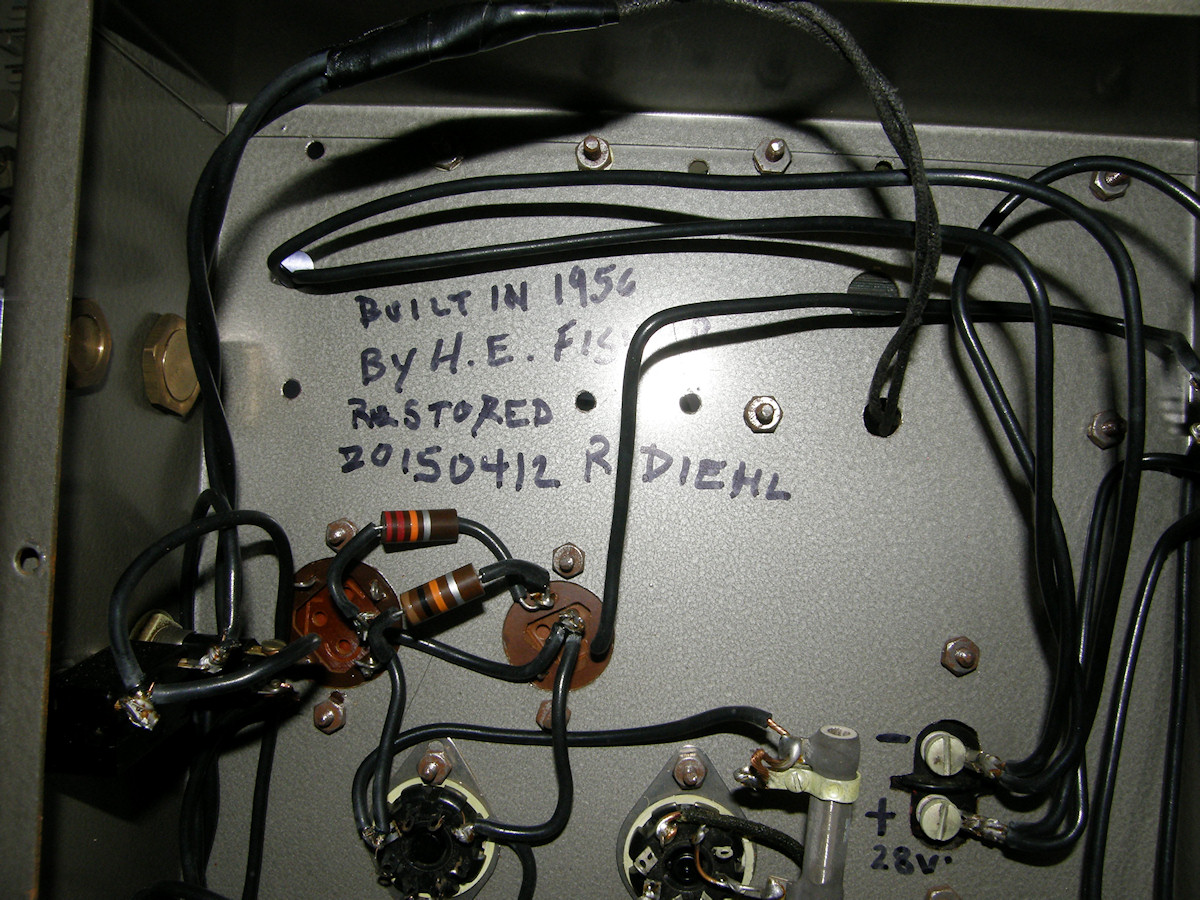 BUILT IN 1956
BY H. E.
RESTORED
20150412 R DIEHL
-
+
28V.